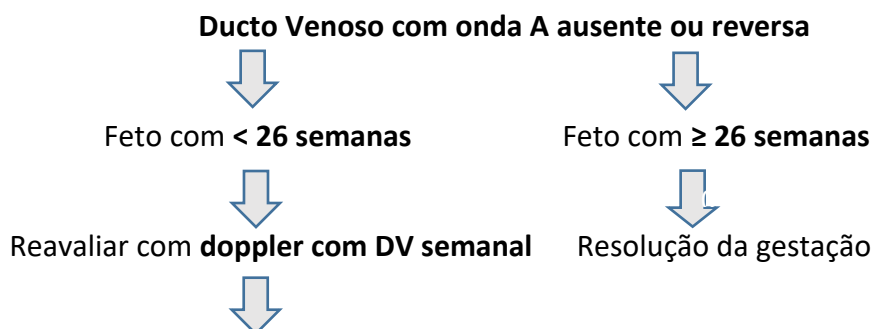 Ducto Venoso com onda A ausente ou reversa
Feto com < 26 semanas
Feto com ≥ 26 semanas
Reavaliar com doppler com DV semanal
Resolução da gestação